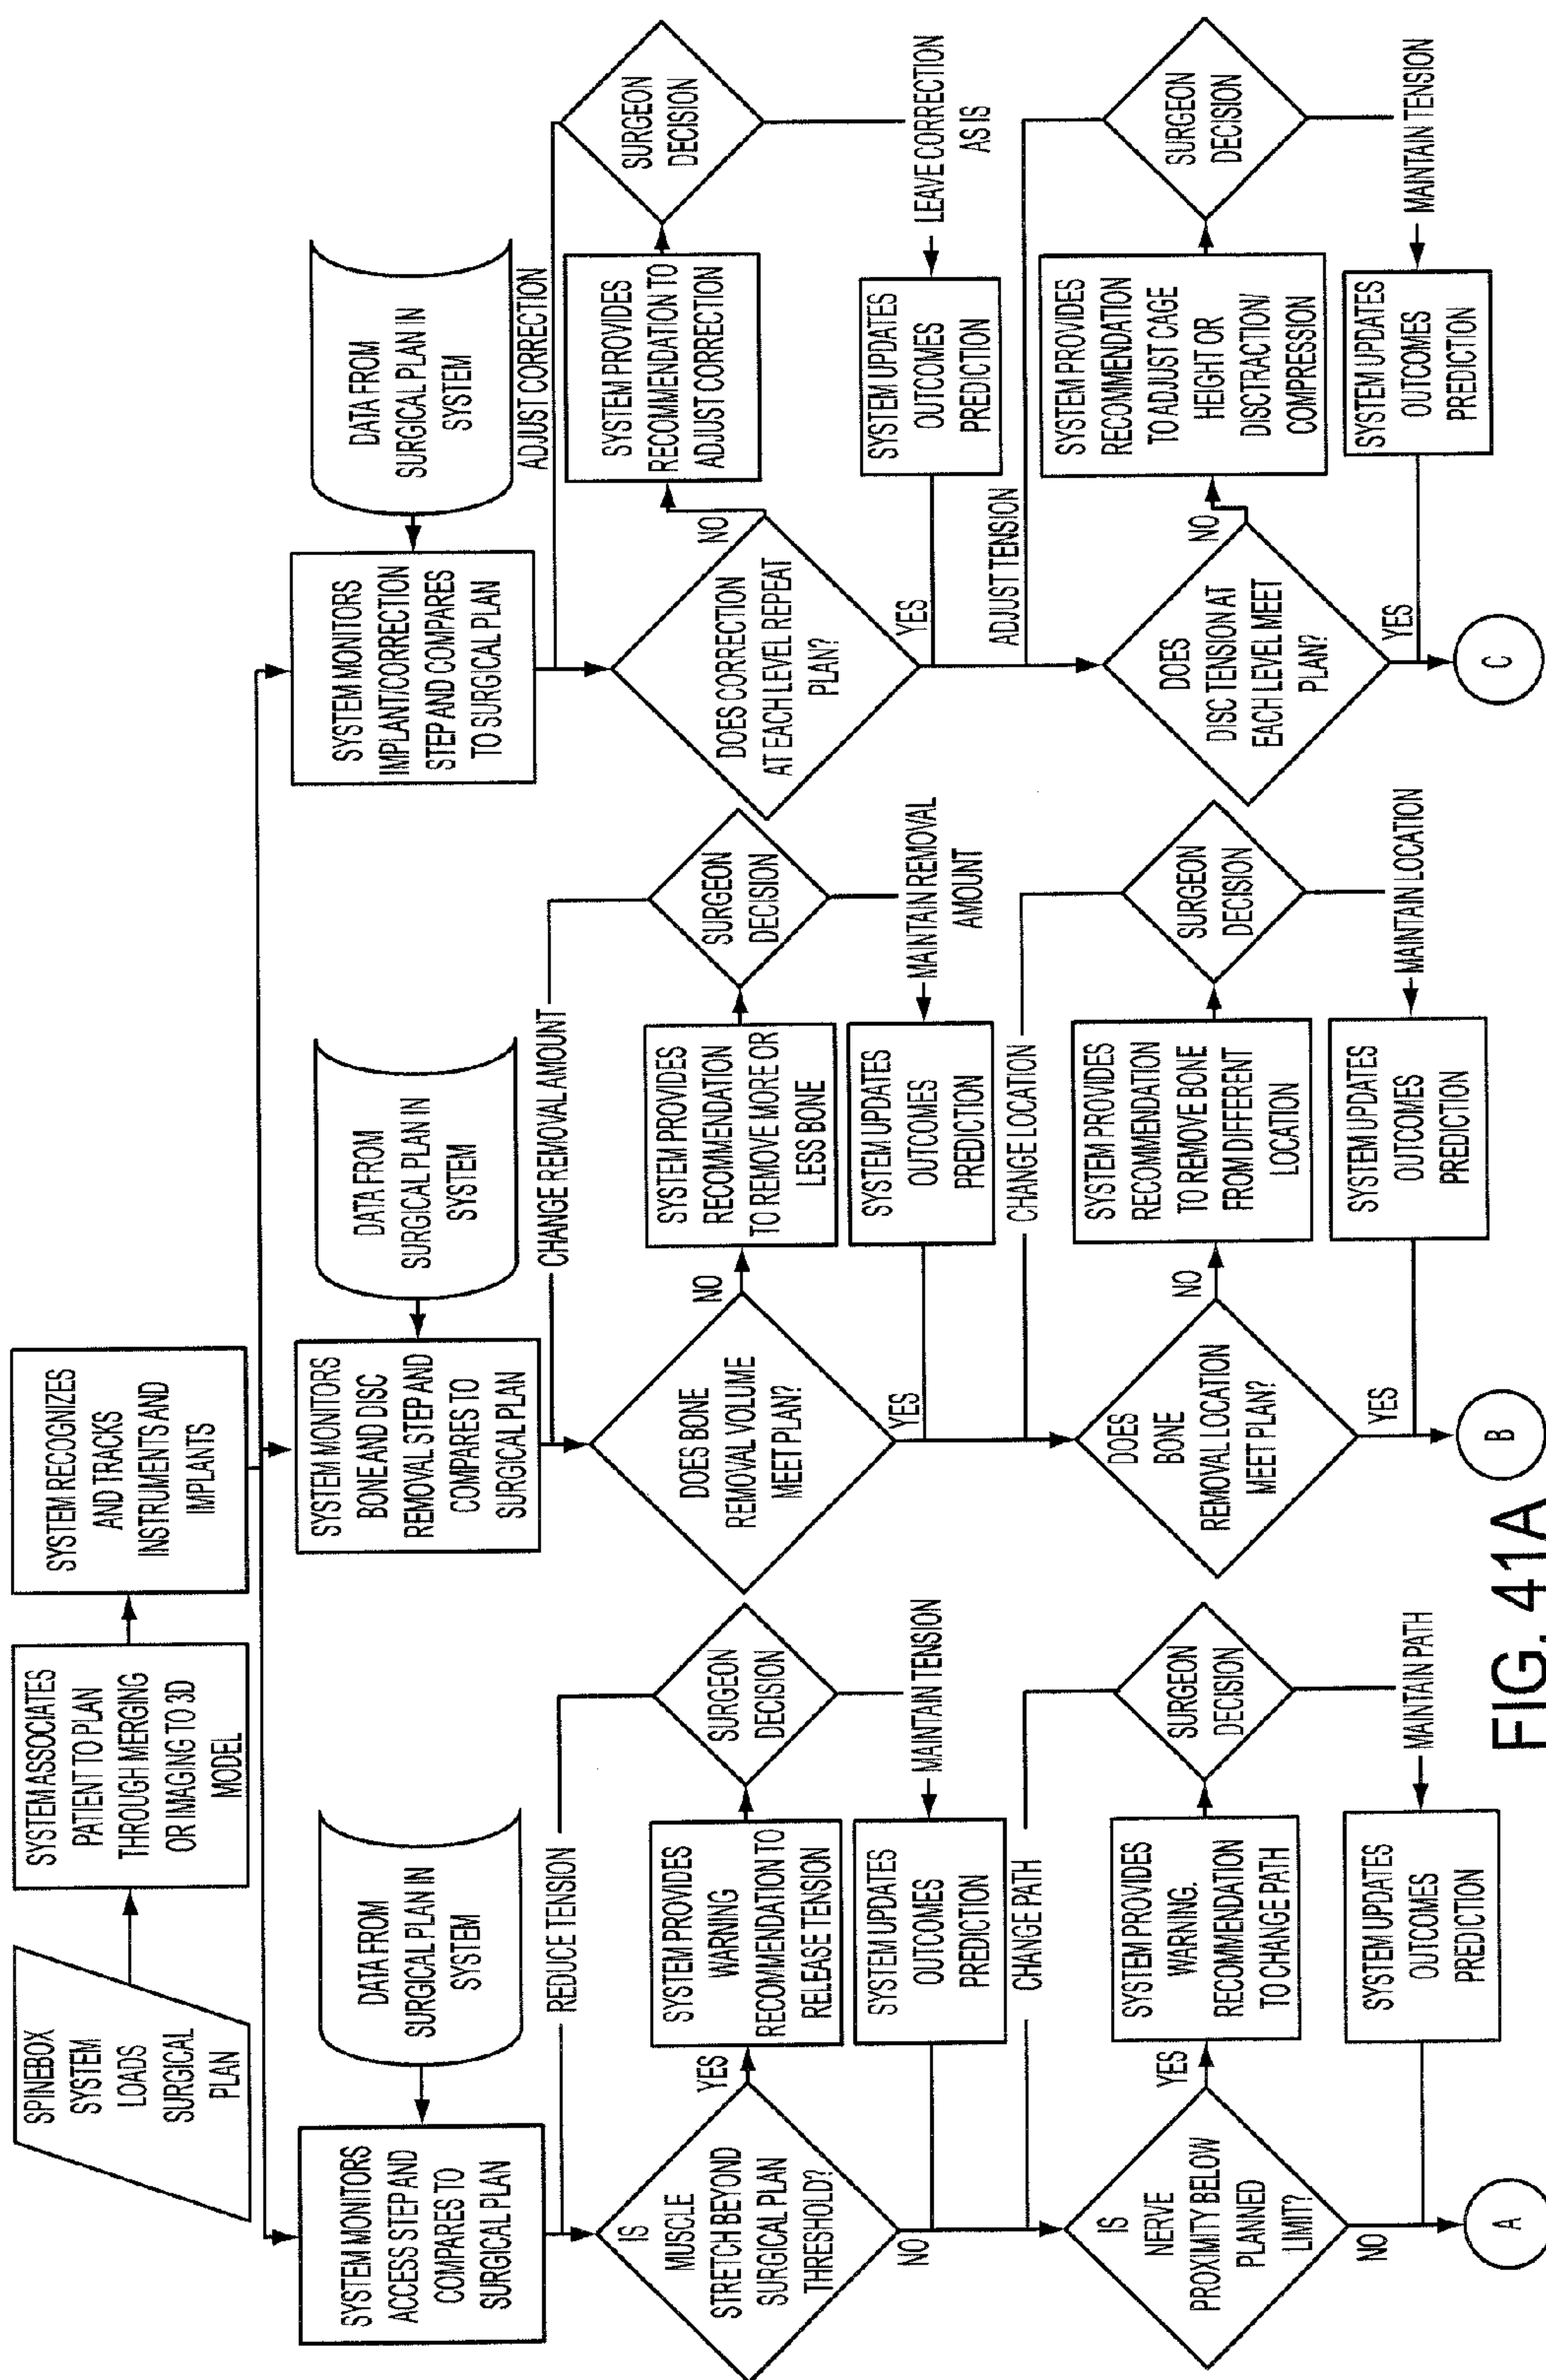 SPINEBOX
SYSTEM
LOADS
SURGICAL
PLAN
SYSTEM ASSOCIATES
PATIENT TO PLAN
THROUGH MERGING
OR IMAGING TO 3D
MODEL
SYSTEM RECOGNIZES
AND TRACKS
INSTRUMENTS AND
IMPLANTS
SYSTEM MONITORS
ACCESS STEP AND
COMPARES TO
SURGICAL PLAN
DATA FROM
SURGICAL PLAN IN
SYSTEM
REDUCE TENSION
IS
MUSCLE
STRETCH BEYOND
SURGICAL PLAN
THRESHOLD?
YES
SYSTEM PROVIDES
WARNING
RECOMMENDATION TO
RELEASE TENSION
SURGEON
DECISION
MAINTAIN TENSION
SYSTEM UPDATES
OUTCOMES
PREDICTION
NO
CHANGE PATH
IS
NERVE
PROXIMITY BELOW
PLANNED
LIMIT?
YES
SYSTEM PROVIDES
WARNING.
RECOMMENDATION
TO CHANGE PATH
SURGEON
DECISION
MAINTAIN PATH
SYSTEM UPDATES
OUTCOMES
PREDICTION
NO
A
SYSTEM MONITORS
BONE AND DISC
REMOVAL STEP AND
COMPARES TO
SURGICAL PLAN
DATA FROM
SURGICAL PLAN IN
SYSTEM
CHANGE REMOVAL AMOUNT
DOES BONE
REMOVAL VOLUME
MEET PLAN?
NO
SYSTEM PROVIDES
RECOMMENDATION
TO REMOVE MORE OR
LESS BONE
SURGEON
DECISION
MAINTAIN REMOVAL
AMOUNT
SYSTEM UPDATES
OUTCOMES
PREDICTION
YES
CHANGE LOCATION
DOES
BONE
REMOVAL LOCATION
MEET PLAN?
NO
SYSTEM PROVIDES
RECOMMENDATION
TO REMOVE BONE
FROM DIFFERENT
LOCATION
SURGEON
DECISION
MAINTAIN LOCATION
SYSTEM UPDATES
OUTCOMES
PREDICTION
YES
B
SYSTEM MONITORS
IMPLANT/CORRECTION
STEP AND COMPARES
TO SURGICAL PLAN
DATA FROM
SURGICAL PLAN IN
SYSTEM
ADJUST CORRECTION
DOES CORRECTION
AT EACH LEVEL REPEAT
PLAN?
NO
SYSTEM PROVIDES
RECOMMENDATION TO
ADJUST CORRECTION
SURGEON
DECISION
LEAVE CORRECTION
AS IS
SYSTEM UPDATES
OUTCOMES
PREDICTION
YES
ADJUST TENSION
DOES
DISC TENSION AT
EACH LEVEL MEET
PLAN?
NO
SYSTEM PROVIDES
RECOMMENDATION
TO ADJUST CAGE
HEIGHT OR
DISCTRACTION/
COMPRESSION
SURGEON
DECISION
MAINTAIN TENSION
SYSTEM UPDATES
OUTCOMES
PREDICTION
YES
C
FIG. 41A